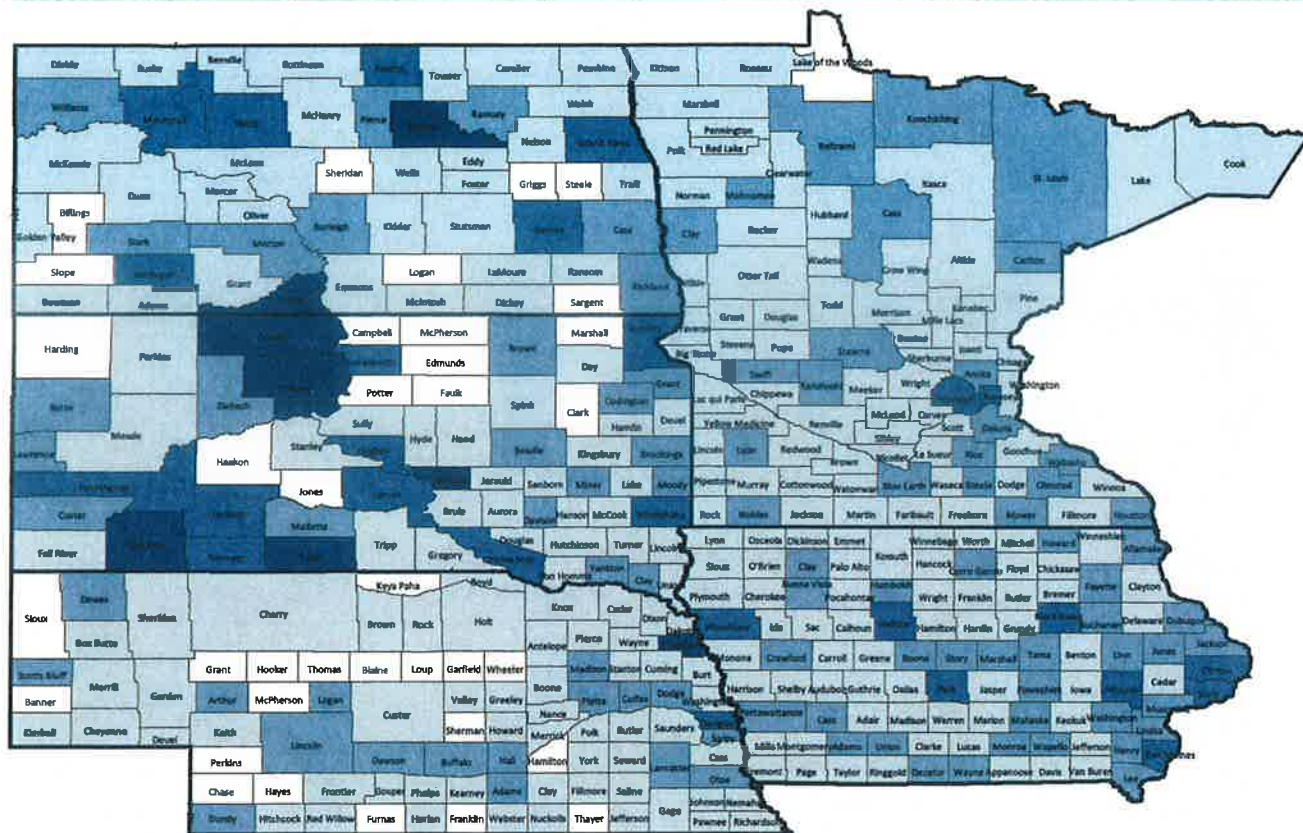 Divide Burke Renville Bottineau Towner Cavalier Pembina Kittson Roseau Lake of the Woods
Williams Mountrail Ward McHenry Pierce Ramsey Walsh Marshall Koochiching
Pennington
Red Lake
McKenzie McLean Sheridan Wells Eddy Nelson Grand Forks Polk Clearwater Beltrami Itasca St. Louis Lake Cook
Foster Griggs Steele Traill Norman Mahnomen
Billings Dunn Mercer Oliver Hubbard Cass
Golden Valley Stark Morton Burleigh Kidder Stutsman Barnes Cass Clay Becker Wadena Crow Wing Aitkin Carlton
Slope Grant Logan LaMoure Ransom Richland Otter Tail Pine
Bowman Adams Emmons McIntosh Dickey Sargent Grant Douglas Todd Morrison Mille Lacs Kanabec
Harding Perkins Campbell McPherson Brown Marshall Traverse Stevens Pope Stearns Benton Sherburne
Edmunds Day Big Stone Swift Anoka Washington
Butte Dewey Potter Faulk Spink Clark Codington Grant Lac qui Parle Chippewa Kandiyohi Meeker Wright
Meade Sully Hamlin Deuel Yellow Medicine Renville McLeod Carver Scott Dakota
Lawrence Haakon Stanley Hyde Hand Beadle Kingsbury Brookings Lincoln Lyon Redwood Brown Sibley Nicollet Le Sueur Rice Goodhue
Pennington Jones Jerauld Sanborn Miner Lake Moody Pipestone Murray Cottonwood Watonwan Blue Earth Waseca Steele Dodge Olmsted Winona
Custer Mellette Brule Aurora Davison Hanson McCook Rock Nobles Jackson Martin Faribault Freeborn Mower Fillmore Houston
Fall River Tripp Gregory Douglas Hutchinson Turner Lincoln Lyon Osceola Dickinson Emmet Winnebago Worth Mitchell Howard Winneshiek Allamakee
Bennett Yankton Clay Sioux O'Brien Clay Palo Alto Kossuth Hancock Cerro Gordo Floyd Chickasaw
Sioux Dawes Sheridan Cherry Keya Paha Boyd Knox Cedar Dixon Plymouth Cherokee Buena Vista Pocahontas Humboldt Wright Franklin Butler Bremer Fayette Clayton
Box Butte Brown Rock Holt Antelope Pierce Wayne Ida Sac Calhoun Hamilton Hardin Grundy Delaware Dubuque
Scotts Bluff Grant Hooker Thomas Blaine Loup Garfield Wheeler Madison Stanton Cuming Burt Monona Crawford Carroll Greene Boone Story Marshall Tama Benton Linn Jones Jackson
Banner Morrill Garden Arthur McPherson Logan Custer Valley Greeley Boone Platte Colfax Dodge Washington Harrison Shelby Audubon Guthrie Dallas Polk Jasper Poweshiek Iowa Cedar
Kimball Cheyenne Deuel Keith Lincoln Sherman Howard Nance Merrick Polk Butler Saunders Pottawattamie Cass Adair Madison Warren Marion Mahaska Keokuk Washington
Perkins Dawson Buffalo Hall Hamilton York Seward Lancaster Cass Otoe Mills Montgomery Adams Union Clarke Lucas Monroe Wapello Jefferson Henry
Chase Hayes Frontier Gosper Phelps Kearney Adams Clay Fillmore Saline Fremont Page Taylor Ringgold Decatur Wayne Appanoose Davis Van Buren Lee
Dundy Hitchcock Red Willow Furnas Harlan Franklin Webster Nuckolls Thayer Jefferson Gage Johnson Nemaha
Pawnee Richardson